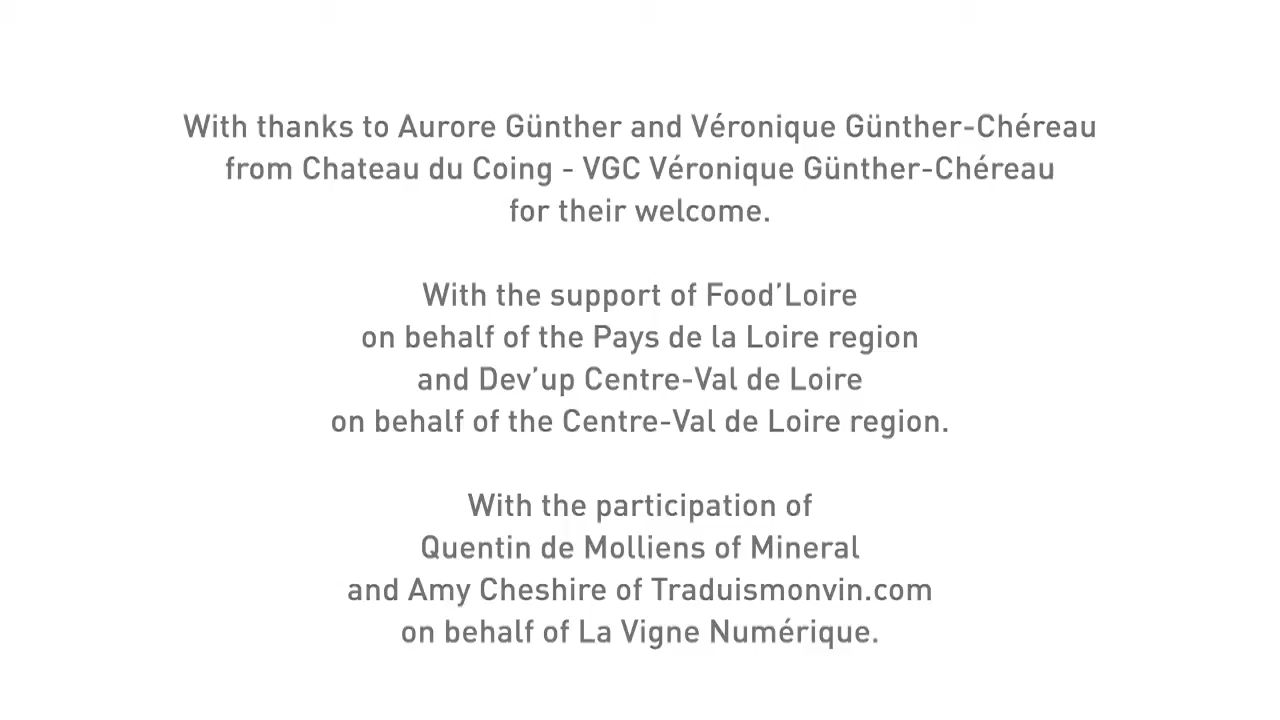 With thanks to Aurore Günther and Véronique Günther-Chéreau
from Chateau du Coing - VGC Véronique Günther-Chéreau
for their welcome.
With the support of Food’Loire
on behalf of the Pays de la Loire region
and Dev’up Centre-Val de Loire
on behalf of the Centre-Val de Loire region.
With the participation of
Quentin de Molliens of Mineral
and Amy Cheshire of Traduismonvin.com
on behalf of La Vigne Numérique.